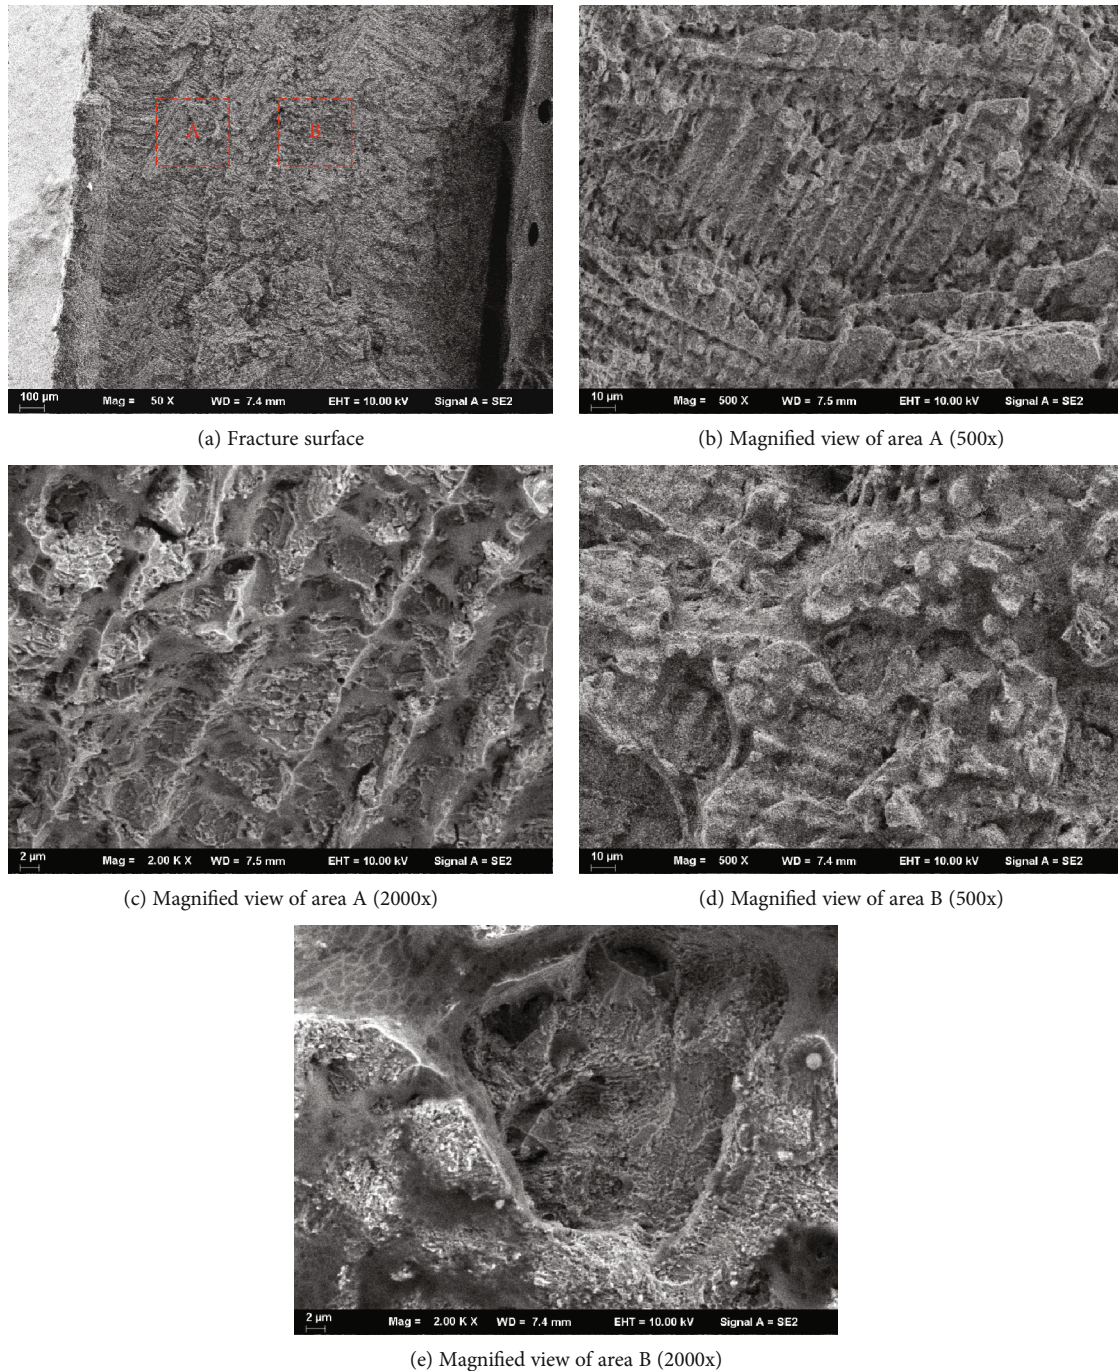 A
B
100 µm
Mag = 50 X
WD = 7.4 mm
EHT = 10.00 kV
Signal A = SE2
(a) Fracture surface
10 µm
Mag = 500 X
WD = 7.5 mm
EHT = 10.00 kV
Signal A = SE2
(b) Magnified view of area A (500x)
2 µm
Mag = 2.00 K X
WD = 7.5 mm
EHT = 10.00 kV
Signal A = SE2
(c) Magnified view of area A (2000x)
10 µm
Mag = 500 X
WD = 7.4 mm
EHT = 10.00 kV
Signal A = SE2
(d) Magnified view of area B (500x)
2 µm
Mag = 2.00 K X
WD = 7.4 mm
EHT = 10.00 kV
Signal A = SE2
(e) Magnified view of area B (2000x)